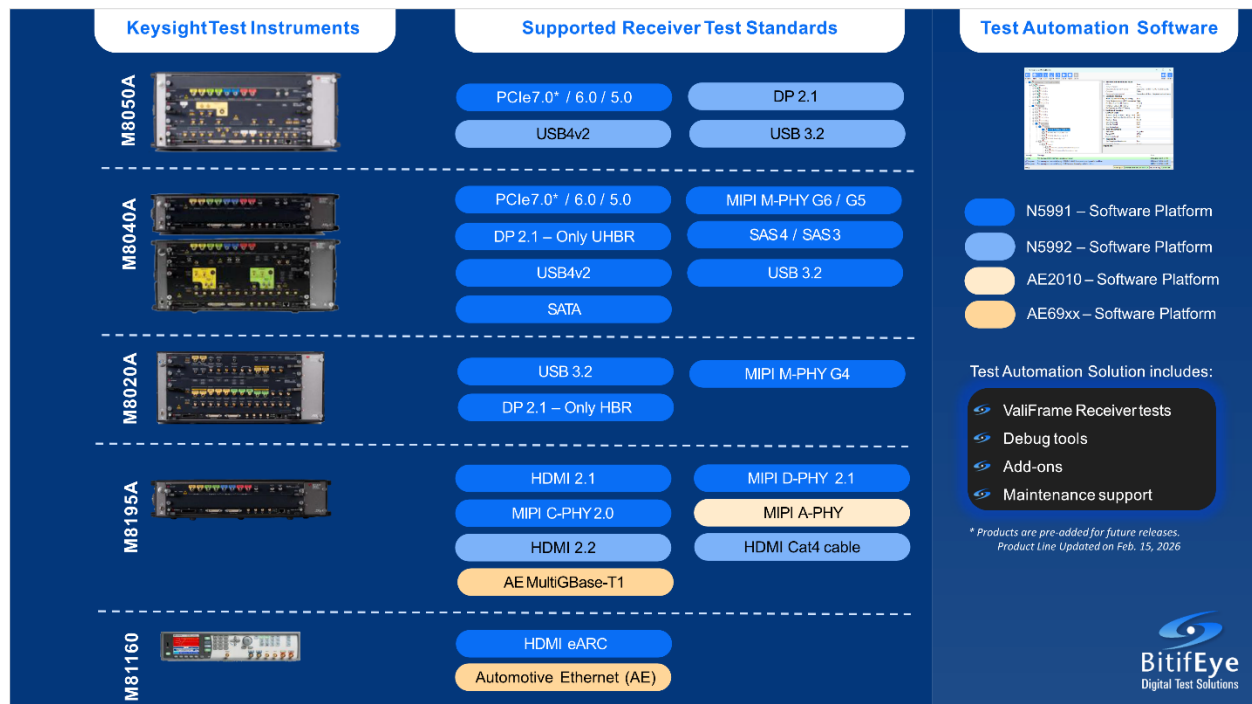 Keysight Test Instruments
Supported Receiver Test Standards
Test Automation Software
M8050A
PCIe7.0* / 6.0 / 5.0
DP 2.1
USB4v2
USB 3.2
M8040A
PCIe7.0* / 6.0 / 5.0
MIPI M-PHY G6 / G5
DP 2.1 – Only UHBR
SAS 4 / SAS 3
USB4v2
USB 3.2
SATA
M8020A
USB 3.2
MIPI M-PHY G4
DP 2.1 – Only HBR
M8195A
HDMI 2.1
MIPI D-PHY 2.1
MIPI C-PHY 2.0
MIPI A-PHY
HDMI 2.2
HDMI Cat4 cable
AE MultiGBase-T1
M81160
HDMI eARC
Automotive Ethernet (AE)
N5991 – Software Platform
N5992 – Software Platform
AE2010 – Software Platform
AE69xx – Software Platform
Test Automation Solution includes:
ValiFrame Receiver tests
Debug tools
Add-ons
Maintenance support
* Products are pre-added for future releases.
Product Line Updated on Feb. 15, 2026
BitifEye
Digital Test Solutions